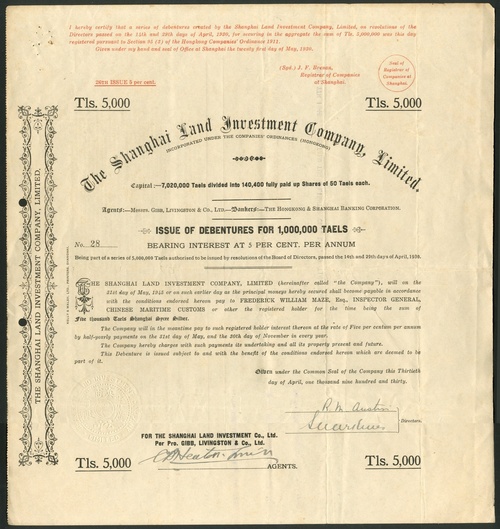 I hereby certify that a series of debentures created by the Shanghai Land Investment Company, Limited, on resolutions of the
Directors passed on the 14th and 30th days of April, 1930, for securing to the aggregate the sum of Tls. 5,000,000 was this day
registered pursuant to Section of the Hongkong Companies' Ordinance 1911.
Given under my hand and seal of Office at Shanghai the twenty first day of May, 1930.
(Sgd.) J. F.
Registrar of Companies
at Shanghai.
Seal of
Registrar of
Companies at
Shanghai.
26TH ISSUE 5 per cent.
Tls. 5,000
Tls. 5,000
The Shanghai Land Investment Company, Limited.
INCORPORATED UNDER THE COMPANIES' ORDINANCES (HONGKONG)
Capital:—7,020,000 Taels divided into 140,400 fully paid up Shares of 50 Taels each.
Agents:—Messrs. GIBB, LIVINGSTON & Co., Ltd.—Bankers:—THE HONGKONG & SHANGHAI BANKING CORPORATION.
ISSUE OF DEBENTURES FOR 1,000,000 TAELS
No. 28
BEARING INTEREST AT 5 PER CENT. PER ANNUM
Being part of a series of 5,000,000 Taels authorised to be issued by resolutions of the Board of Directors, passed the 14th and 30th days of April, 1930.
THE SHANGHAI LAND INVESTMENT COMPANY, LIMITED (hereinafter called "the Company"), will on the
21st day of May, or on such earlier day as the principal moneys hereby secured shall become payable in accordance
with the conditions endorsed hereon pay to FREDERICK WILLIAM MAZE, Esq., INSPECTOR GENERAL,
CHINESE MARITIME CUSTOMS or other the registered holder for the time being the sum of
Five thousand Taels Sycee Silver.
The Company will in the meantime pay to such registered holder interest thereon at the rate of Five per centum per annum
by half-yearly payments on the 21st day of May, and the 20th day of November in every year.
The Company hereby charges with such payments its undertaking and all its property present and future.
This Debenture is issued subject to and with the benefit of the conditions endorsed hereon which are deemed to be
part of it.
Given under the Common Seal of the Company this Thirtieth
day of April, one thousand nine hundred and thirty.
R. M. Austin
Directors.
FOR THE SHANGHAI LAND INVESTMENT Co., Ltd.
Per Pro. GIBB, LIVINGSTON & Co., Ltd.
AGENTS.
Tls. 5,000
Tls. 5,000
THE SHANGHAI LAND INVESTMENT COMPANY, LIMITED,